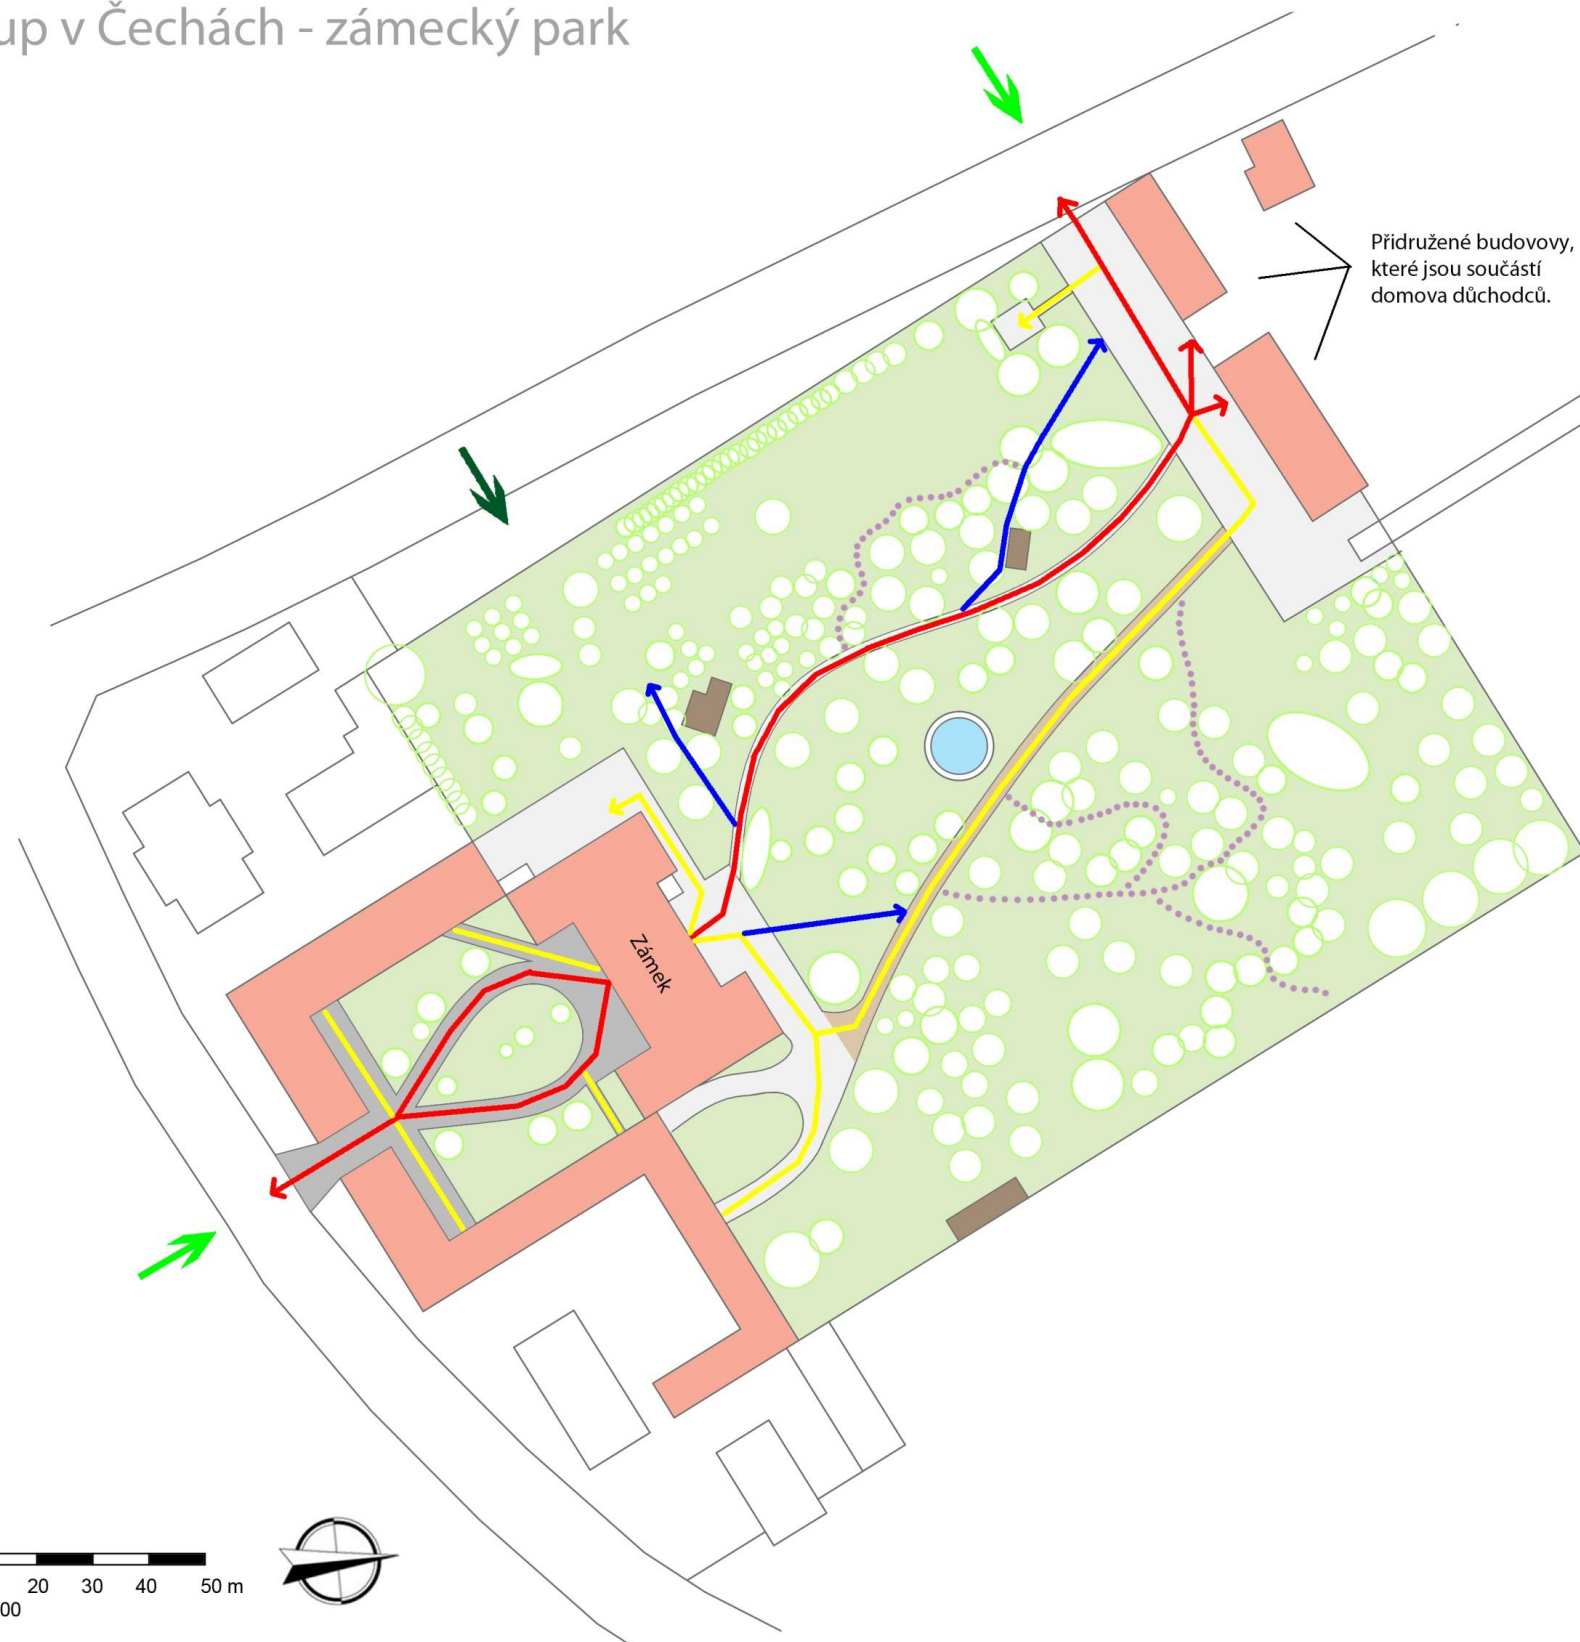 up v Čechách - zámecký park
Přidružené budovovy,
které jsou součástí
domova důchodců.
Zámek
20 30 40 50 m
00